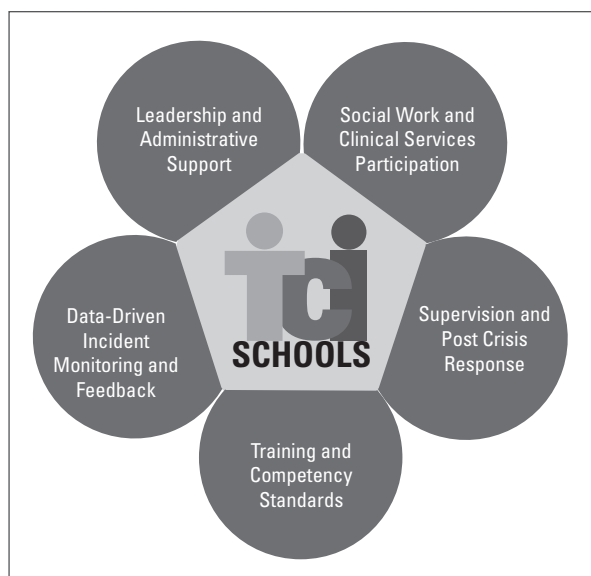 Leadership and
Administrative
Support
Social Work and
Clinical Services
Participation
TCI
SCHOOLS
Data-Driven
Incident
Monitoring and
Feedback
Supervision and
Post Crisis
Response
Training and
Competency
Standards